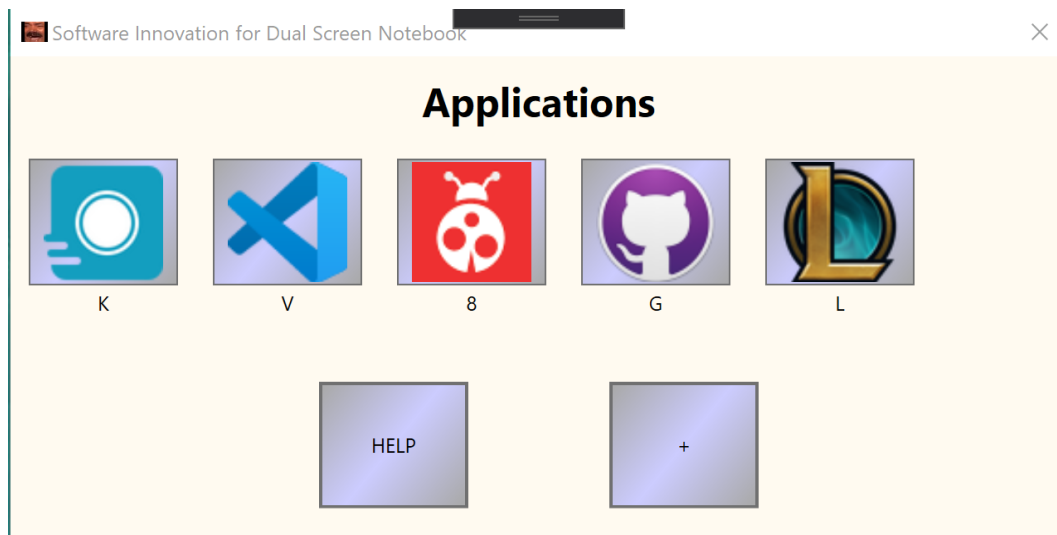 Software Innovation for Dual Screen Notebook
Applications
K V 8 G L
HELP +